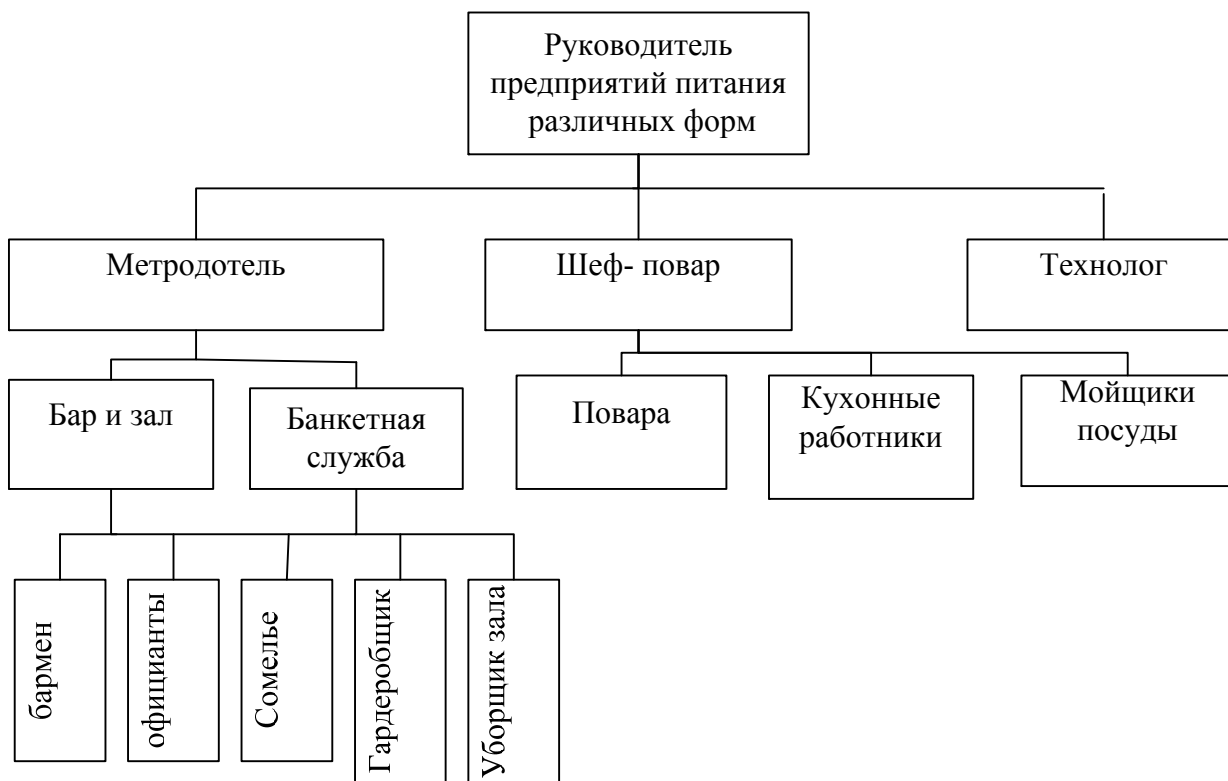 Руководитель
предприятий питания
различных форм
Метродотель
Шеф- повар
Технолог
Бар и зал
Банкетная
служба
Повара
Кухонные
работники
Мойщики
посуды
бармен
официанты
Сомелье
Гардеробщик
Уборщик зала